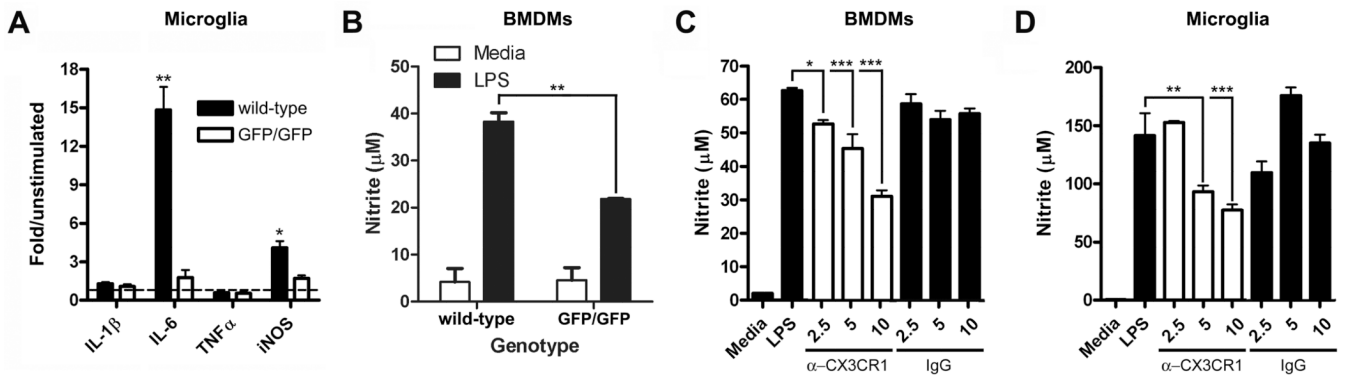 A
Microglia
Fold/unstimulated
18
15
12
9
6
3
0
**
*
wild-type
GFP/GFP
IL-1β
IL-6
TNFα
iNOS
B
BMDMs
Nitrite (μM)
50
40
30
20
10
0
Media
LPS
**
wild-type
GFP/GFP
Genotype
C
BMDMs
Nitrite (μM)
70
60
50
40
30
20
10
0
* *** ***
Media LPS 2.5 5 10 2.5 5 10
α–CX3CR1 IgG
D
Microglia
Nitrite (μM)
200
150
100
50
0
** ***
Media LPS 2.5 5 10 2.5 5 10
α–CX3CR1 IgG